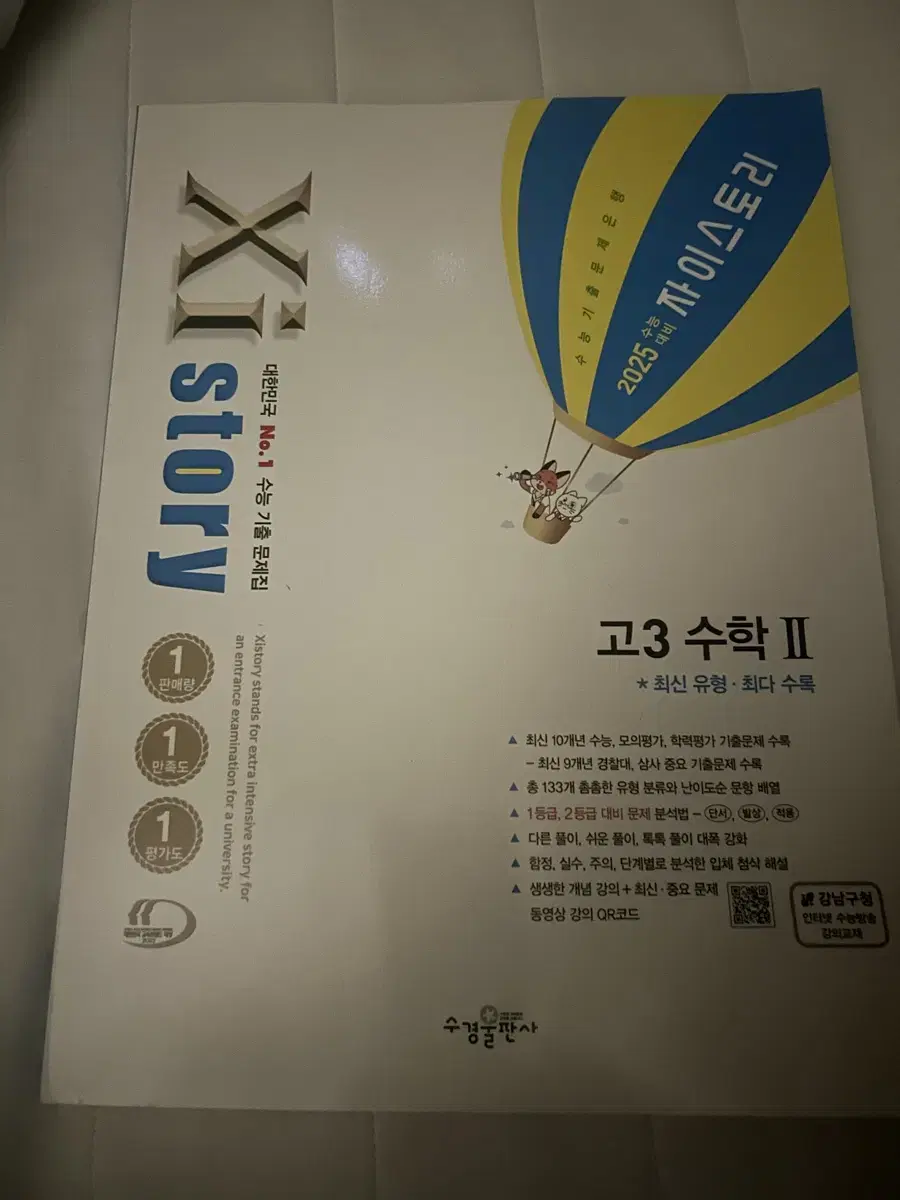 수능기출문제은행
2025 수능 대비 자이스토리
Xi story
대한민국 No.1 수능 기출 문제집
Xistory stands for extra intensive story for
an entrance examination for a university.
1
판매량
1
만족도
1
평가도
고3 수학 Ⅱ
* 최신 유형 · 최다 수록
▲ 최신 10개년 수능, 모의평가, 학력평가 기출문제 수록
– 최신 9개년 경찰대, 삼사 중요 기출문제 수록
▲ 총 133개 촘촘한 유형 분류와 난이도순 문항 배열
▲ 1등급, 2등급 대비 문제 분석법 – 단서, 발상, 적용
▲ 다른 풀이, 쉬운 풀이, 톡톡 풀이 대폭 강화
▲ 함정, 실수, 주의, 단계별로 분석한 입체 첨삭 해설
▲ 생생한 개념 강의 + 최신 · 중요 문제
동영상 강의 QR코드
강남구청
인터넷 수능방송
강의교재
수경출판사